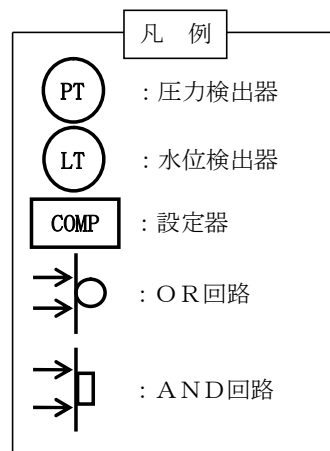 凡 例
PT :圧力検出器
LT :水位検出器
COMP :設定器
:OR回路
:AND回路